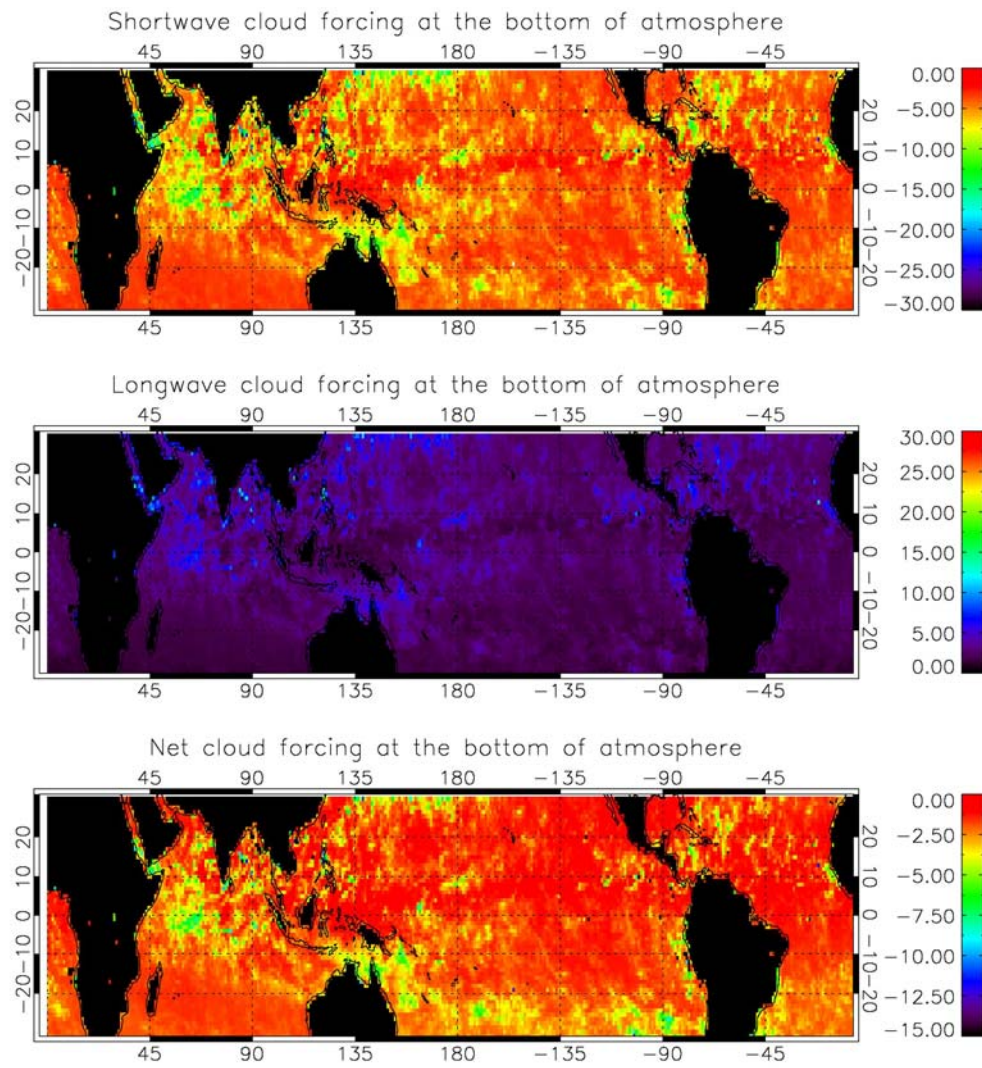 Shortwave cloud forcing at the bottom of atmosphere
45 90 135 180 −135 −90 −45
−20 −10 0 10 20
−20 −10 0 10 20
45 90 135 180 −135 −90 −45
0.00
−5.00
−10.00
−15.00
−20.00
−25.00
−30.00
Longwave cloud forcing at the bottom of atmosphere
45 90 135 180 −135 −90 −45
−20 −10 0 10 20
−20 −10 0 10 20
45 90 135 180 −135 −90 −45
30.00
25.00
20.00
15.00
10.00
5.00
0.00
Net cloud forcing at the bottom of atmosphere
45 90 135 180 −135 −90 −45
−20 −10 0 10 20
−20 −10 0 10 20
45 90 135 180 −135 −90 −45
0.00
−2.50
−5.00
−7.50
−10.00
−12.50
−15.00